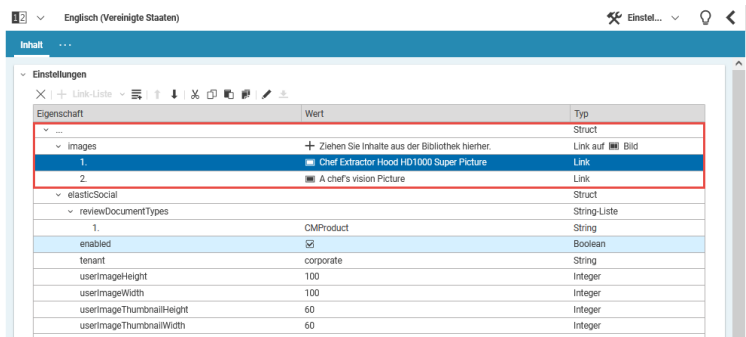 12 Englisch (Vereinigte Staaten) Einstel...
Inhalt ...
Einstellungen
Link-Liste
Eigenschaft Wert Typ
... Struct
images Ziehen Sie Inhalte aus der Bibliothek hierher. Link auf Bild
1. Chef Extractor Hood HD1000 Super Picture Link
2. A chef's vision Picture Link
elasticSocial Struct
reviewDocumentTypes String-Liste
1. CMProduct String
enabled Boolean
tenant corporate String
userImageHeight 100 Integer
userImageWidth 100 Integer
userImageThumbnailHeight 60 Integer
userImageThumbnailWidth 60 Integer